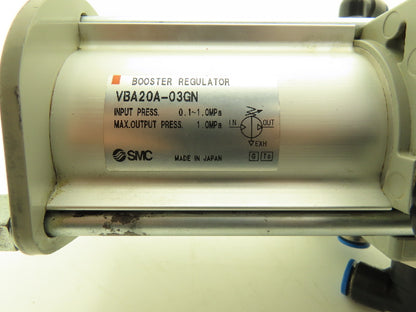 BOOSTER REGULATOR
VBA20A-03GN
INPUT PRESS. 0.1~1.0MPa
MAX.OUTPUT PRESS. 1.0MPa
IN OUT
EXH
SMC MADE IN JAPAN